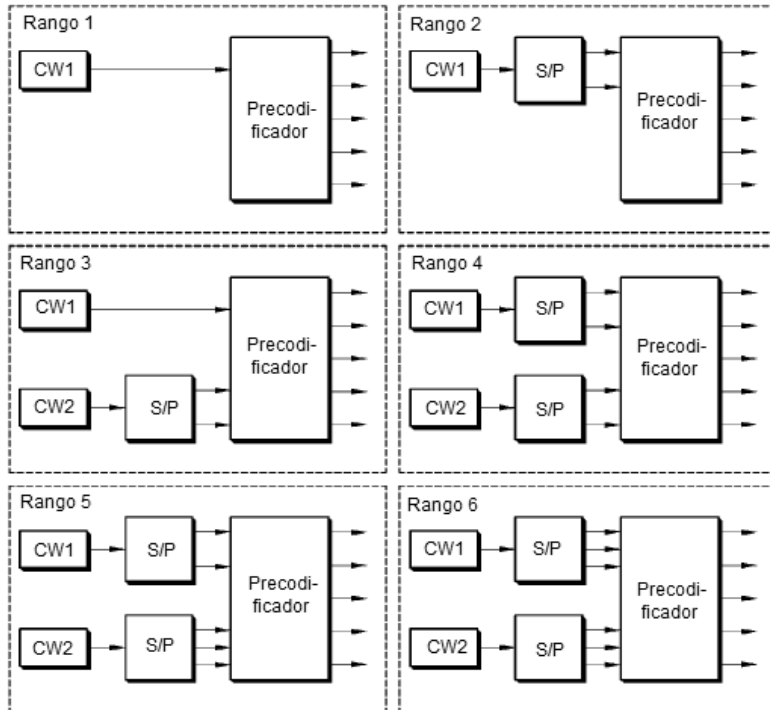 Rango 1
CW1
Precodi-
ficador
Rango 2
CW1
S/P
Precodi-
ficador
Rango 3
CW1
CW2
S/P
Precodi-
ficador
Rango 4
CW1
S/P
CW2
S/P
Precodi-
ficador
Rango 5
CW1
S/P
CW2
S/P
Precodi-
ficador
Rango 6
CW1
S/P
CW2
S/P
Precodi-
ficador